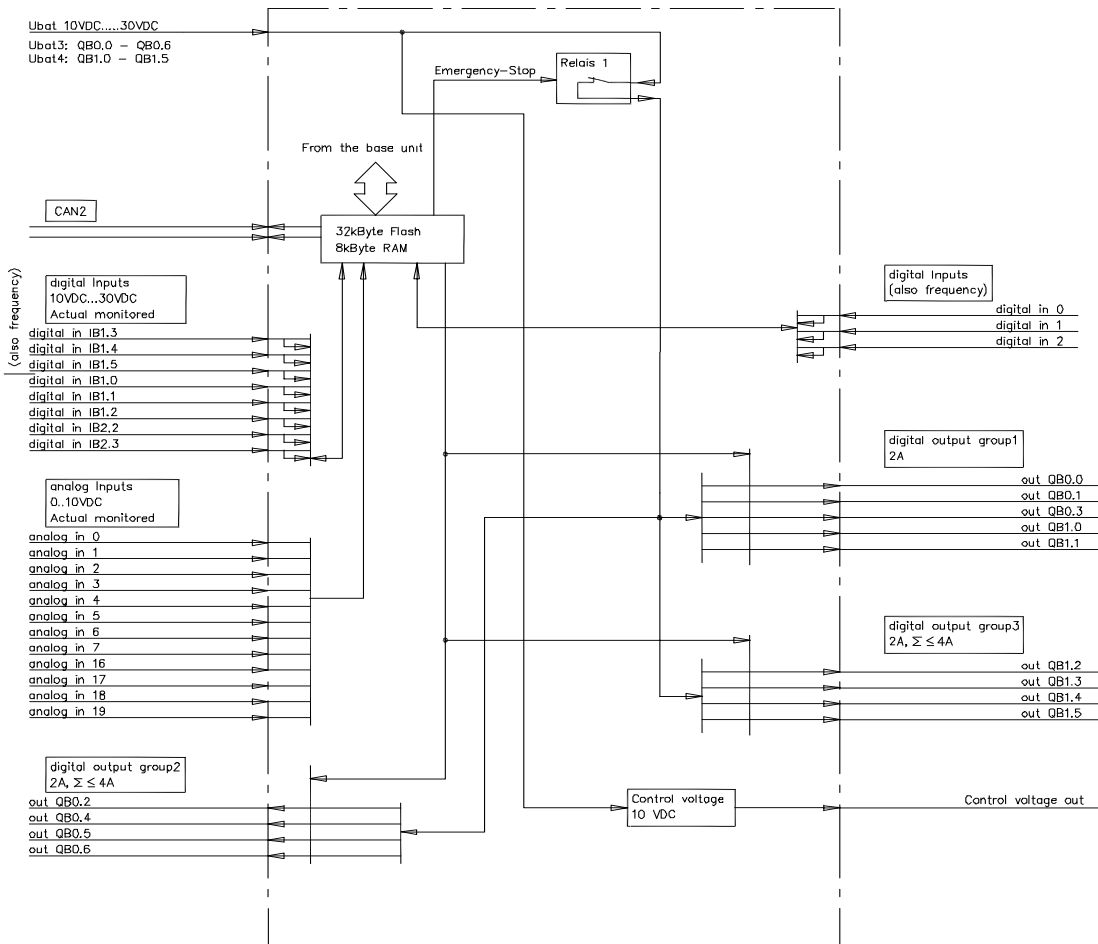 Ubat 10VDC.....30VDC
Ubat3: QB0.0 - QB0.6
Ubat4: QB1.0 - QB1.5
Relais 1
Emergency-Stop
From the base unit
CAN2
32kByte Flash
8kByte RAM
(also frequency)
digital Inputs
10VDC...30VDC
Actual monitored
digital in IB1.3
digital in IB1.4
digital in IB1.5
digital in IB1.0
digital in IB1.1
digital in IB1.2
digital in IB2.2
digital in IB2.3
digital Inputs
(also frequency)
digital in 0
digital in 1
digital in 2
analog Inputs
0..10VDC
Actual monitored
analog in 0
analog in 1
analog in 2
analog in 3
analog in 4
analog in 5
analog in 6
analog in 7
analog in 16
analog in 17
analog in 18
analog in 19
digital output group1
2A
out QB0.0
out QB0.1
out QB0.3
out QB1.0
out QB1.1
digital output group3
2A, Σ ≤ 4A
out QB1.2
out QB1.3
out QB1.4
out QB1.5
digital output group2
2A, Σ ≤ 4A
out QB0.2
out QB0.4
out QB0.5
out QB0.6
Control voltage
10 VDC
Control voltage out